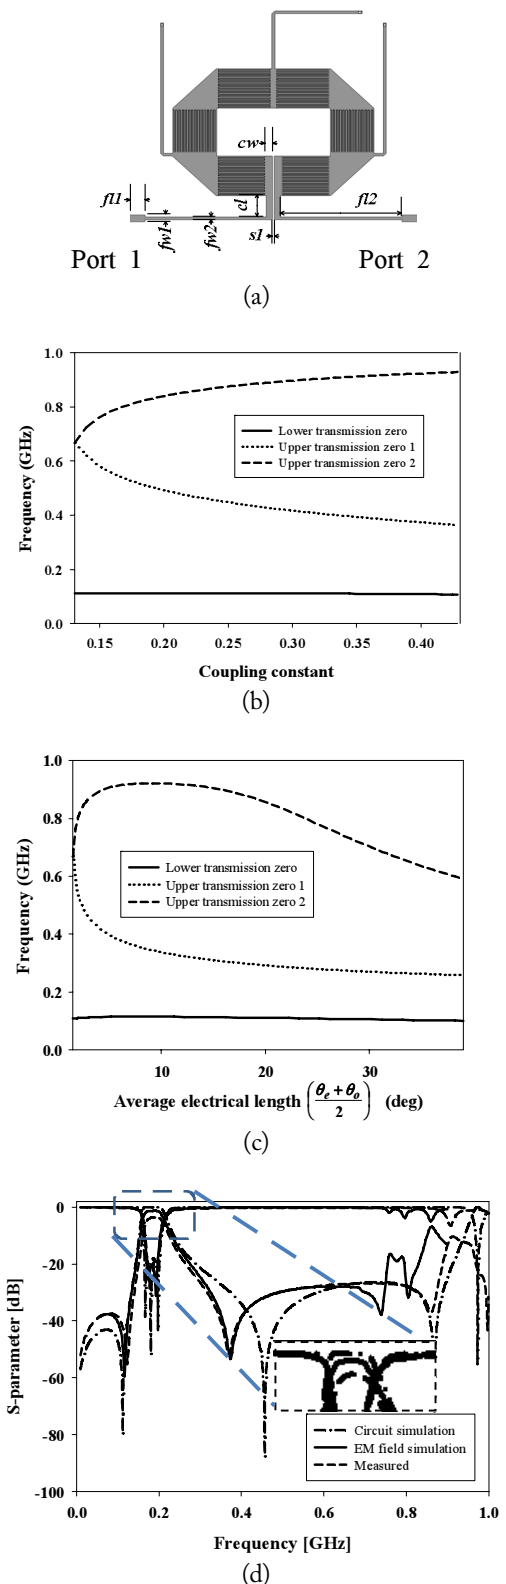 cw
fl1
cl
fl2
fw1
fw2
s1
Port 1
Port 2
(a)
1.0
0.8
0.6
0.4
0.2
0.0
Frequency (GHz)
Lower transmission zero
Upper transmission zero 1
Upper transmission zero 2
0.15 0.20 0.25 0.30 0.35 0.40
Coupling constant
(b)
1.0
0.8
0.6
0.4
0.2
0.0
Frequency (GHz)
Lower transmission zero
Upper transmission zero 1
Upper transmission zero 2
10 20 30
Average electrical length (θe + θo / 2) (deg)
(c)
0
-20
-40
-60
-80
-100
S-parameter [dB]
Circuit simulation
EM field simulation
Measured
0.0 0.2 0.4 0.6 0.8 1.0
Frequency [GHz]
(d)